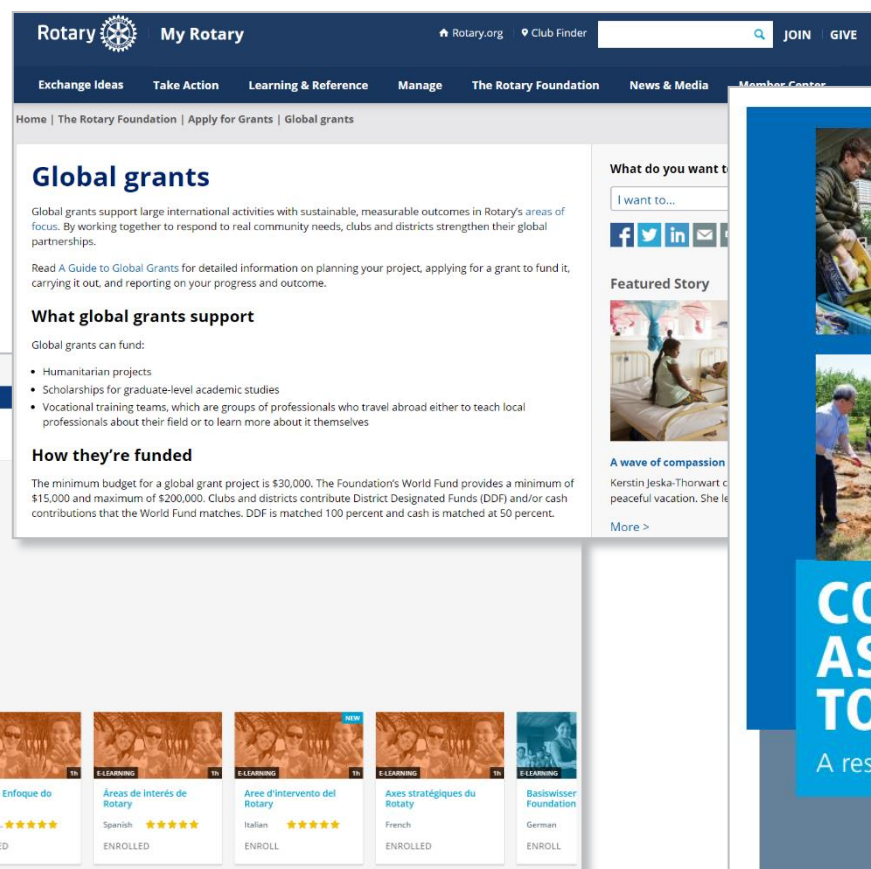 Rotary
My Rotary
Rotary.org
Club Finder
JOIN
GIVE
Exchange Ideas
Take Action
Learning & Reference
Manage
The Rotary Foundation
News & Media
Member Center
Home | The Rotary Foundation | Apply for Grants | Global grants
Global grants
Global grants support large international activities with sustainable, measurable outcomes in Rotary's areas of
focus. By working together to respond to real community needs, clubs and districts strengthen their global
partnerships.
Read A Guide to Global Grants for detailed information on planning your project, applying for a grant to fund it,
carrying it out, and reporting on your progress and outcome.
What global grants support
Global grants can fund:
• Humanitarian projects
• Scholarships for graduate-level academic studies
• Vocational training teams, which are groups of professionals who travel abroad either to teach local
professionals about their field or to learn more about it themselves
How they're funded
The minimum budget for a global grant project is $30,000. The Foundation's World Fund provides a minimum of
$15,000 and maximum of $200,000. Clubs and districts contribute District Designated Funds (DDF) and/or cash
contributions that the World Fund matches. DDF is matched 100 percent and cash is matched at 50 percent.
What do you want t
I want to...
Featured Story
A wave of compassion
Kerstin Jeska-Thorwart c
peaceful vacation. She le
More >
CO
AS
TO
A res
1h
Enfoque do
ED
E-LEARNING
1h
Áreas de interés de
Rotary
Spanish
ENROLLED
NEW
E-LEARNING
1h
Aree d'intervento del
Rotary
Italian
ENROLL
E-LEARNING
1h
Axes stratégiques du
Rotaty
French
ENROLLED
E-LEARNING
Basiswisser
Foundation
German
ENROLL